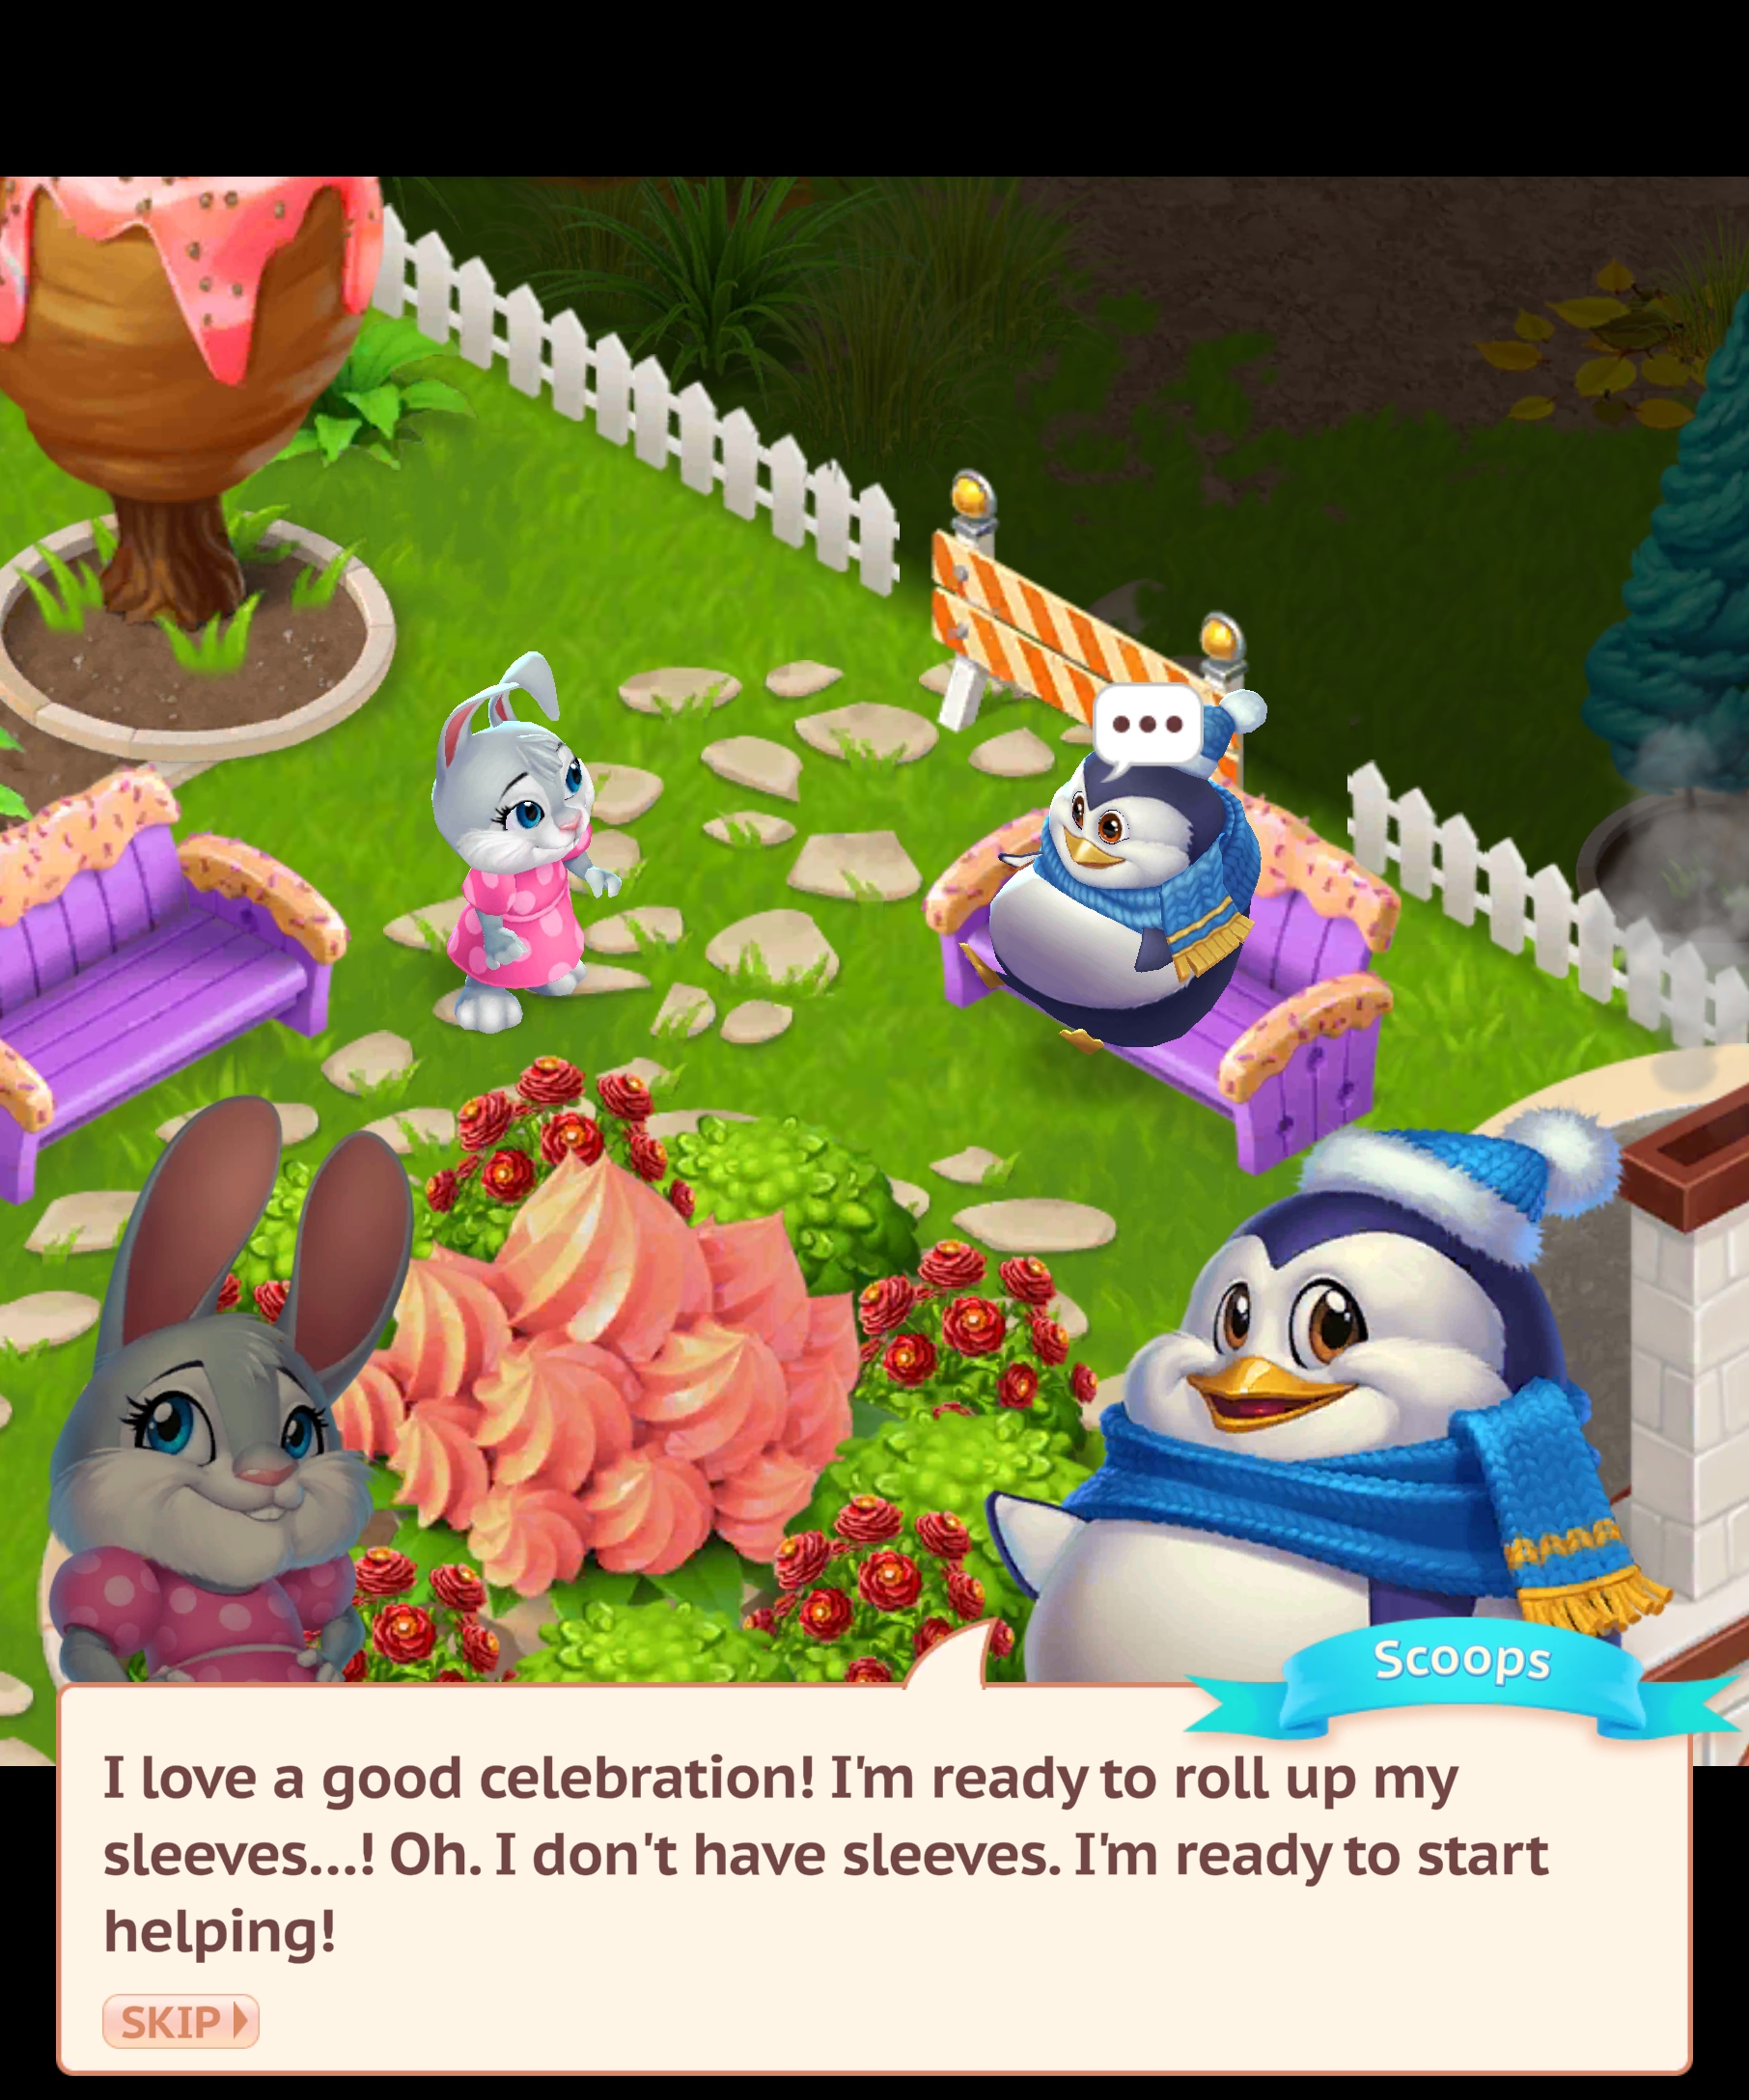 Scoops
I love a good celebration! I'm ready to roll up my
sleeves...! Oh. I don't have sleeves. I'm ready to start
helping!
SKIP